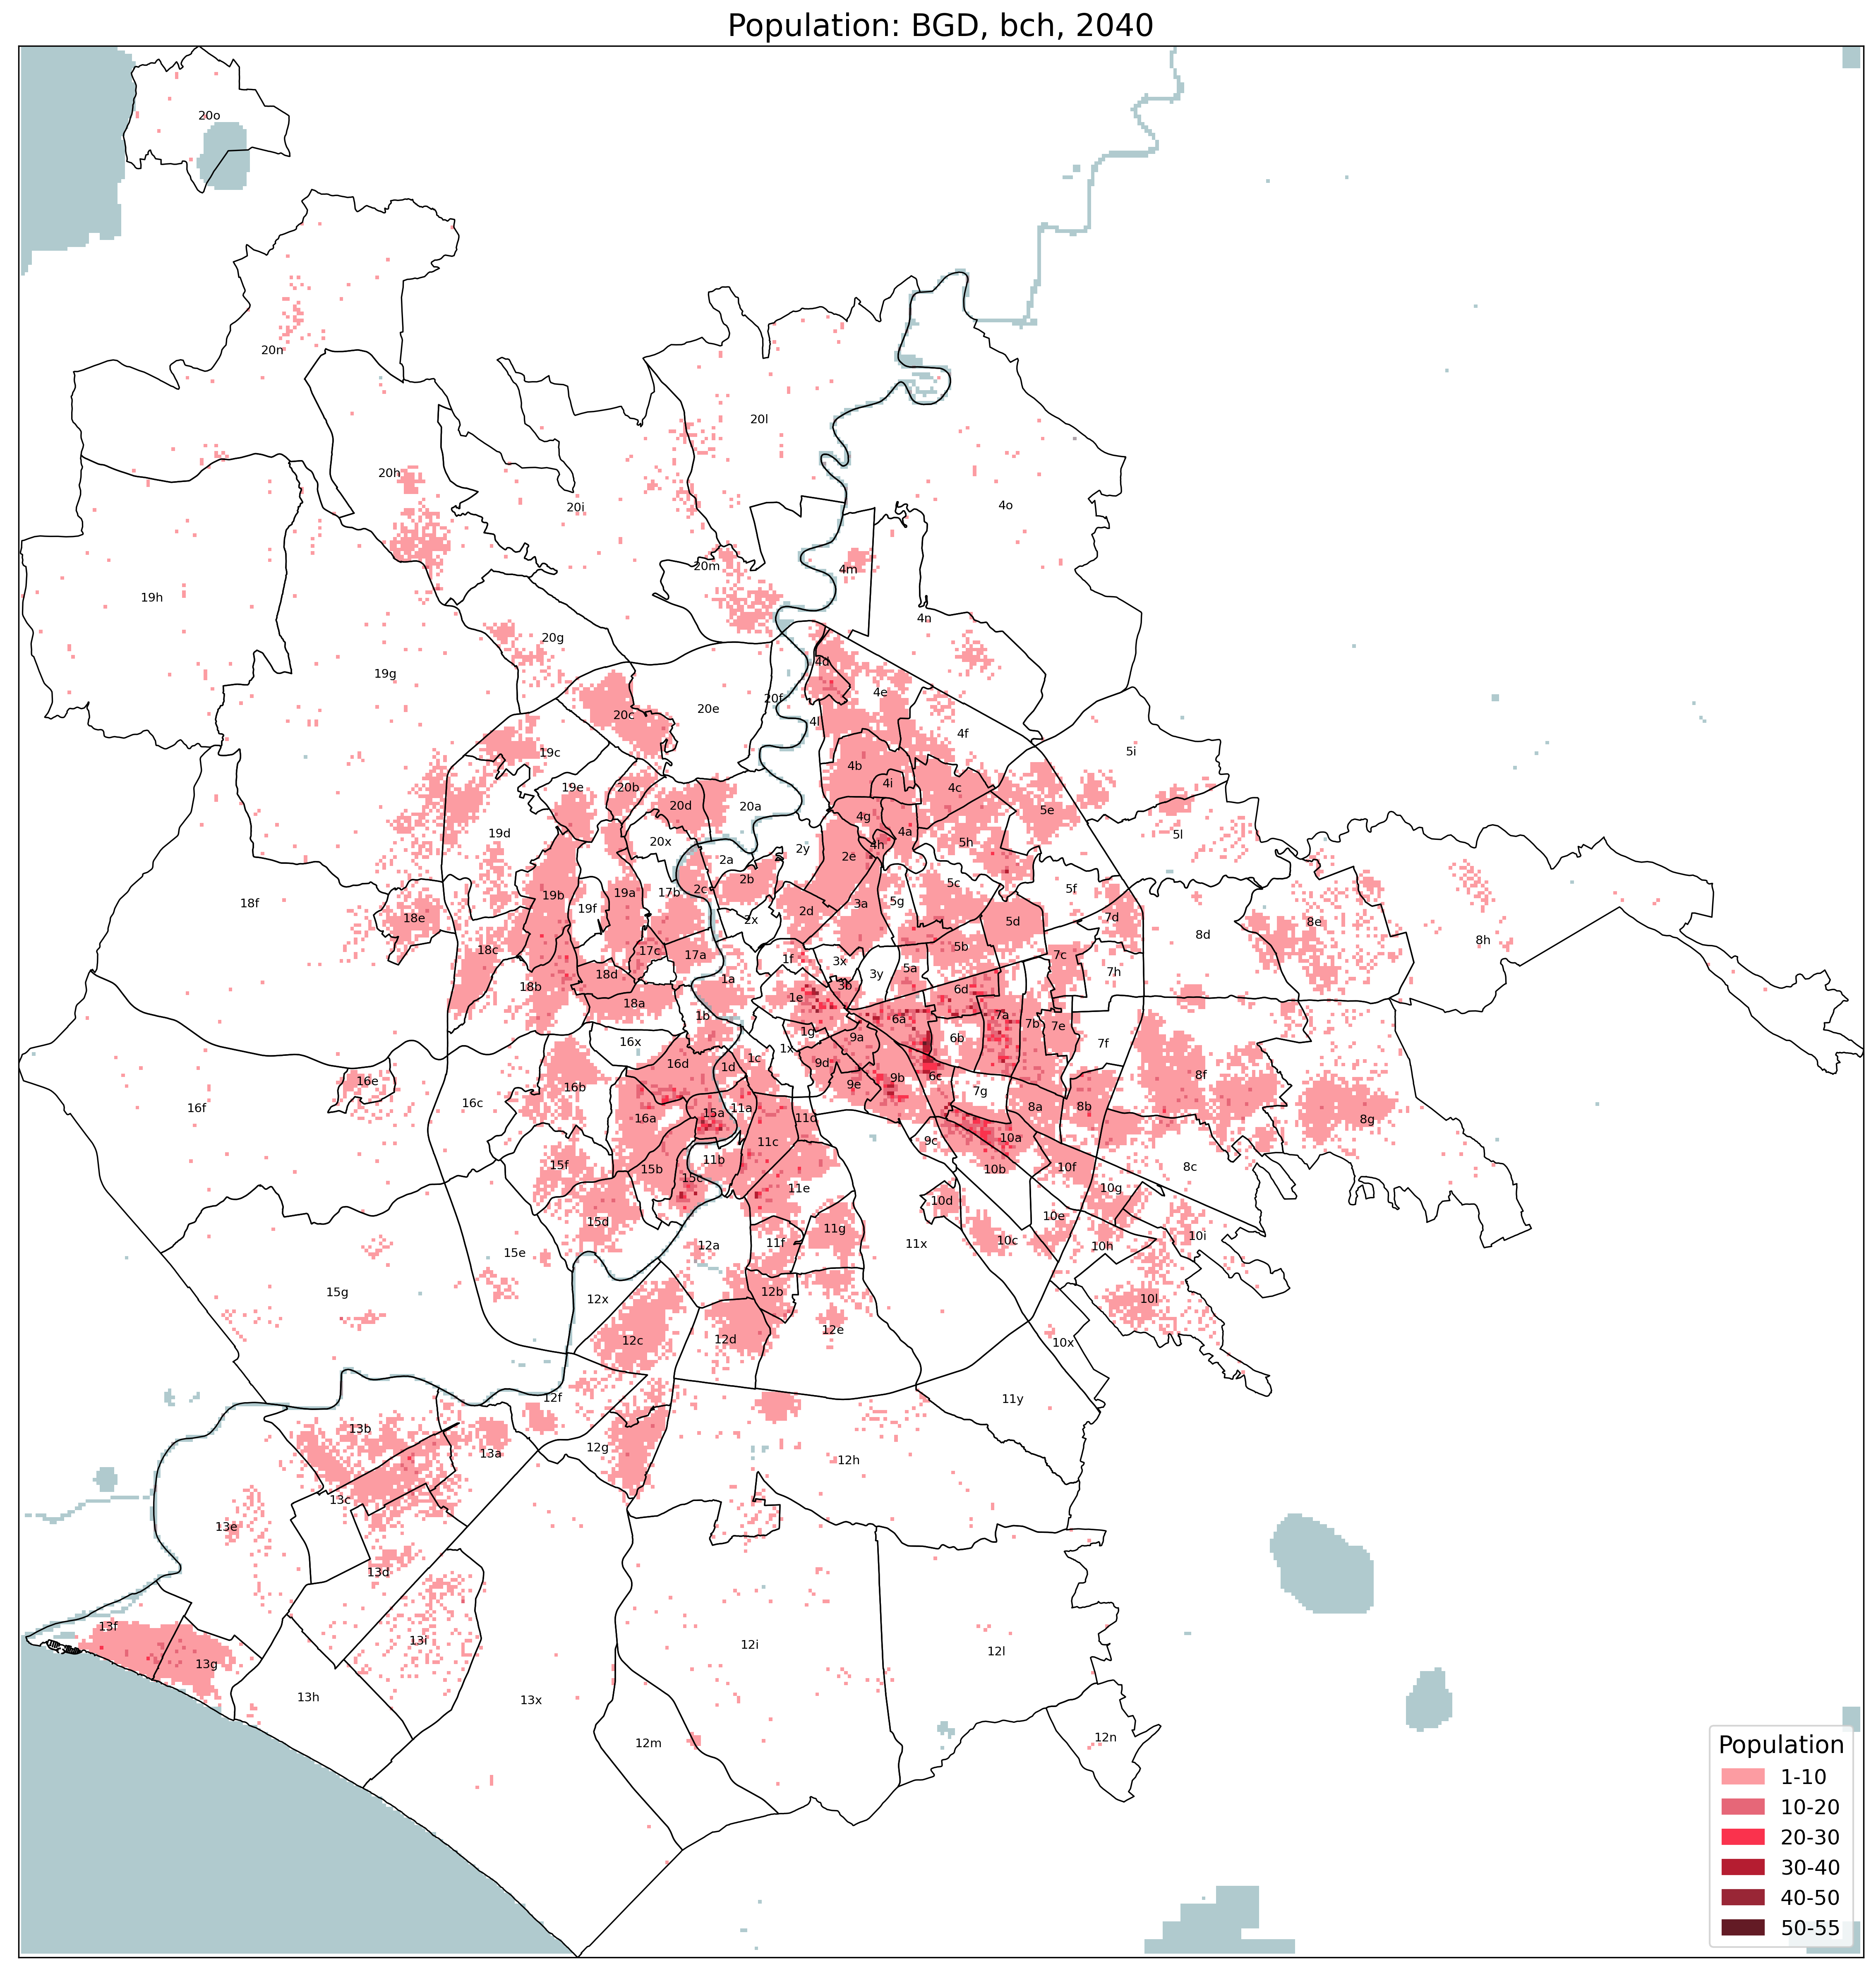 Population: BGD, bch, 2040
20o
20n
20l
20h
20i
4o
20m
4m
19h
4n
20g
4d
19g
4e
20f
20c
20e
4l
4f
5i
19c
4b
4i
4c
19e
20b
20d
20a
5e
4g
19d
4a
5l
20x
4h
5h
2y
2e
2a
2b
5c
5f
17b
2c
19b
19a
18f
3a
5g
19f
2d
18e
2x
7d
5d
8e
8d
8h
18c
17c
17a
5b
7c
1f
3x
5a
18d
3y
7h
1a
18b
3b
6d
1e
18a
1b
6a
7a
7b
7e
1g
9a
6b
16x
7f
1x
1c
16d
1d
9d
8f
6c
9b
16e
9e
16b
7g
16c
16f
11a
8a
8b
15a
16a
11d
8g
10a
11c
9c
11b
15f
15b
10f
8c
10b
15c
11e
10g
10d
10e
15d
11g
10i
10c
11f
11x
12a
10h
15e
15g
12b
12x
10l
12e
12c
12d
10x
12f
11y
13b
12g
13a
12h
13c
13e
13d
13f
13i
12i
12l
13g
13h
13x
12n
12m
Population
1-10
10-20
20-30
30-40
40-50
50-55